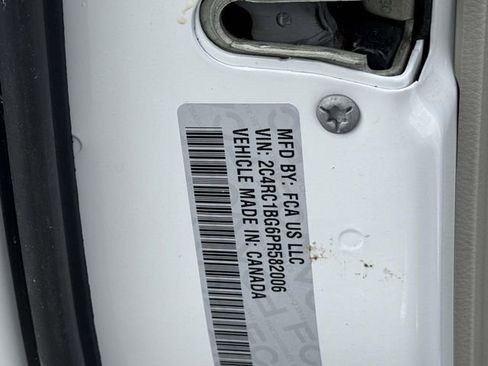 MFD BY: FCA US LLC
VIN: 2C4RC1BG6PR582006
VEHICLE MADE IN: CANADA